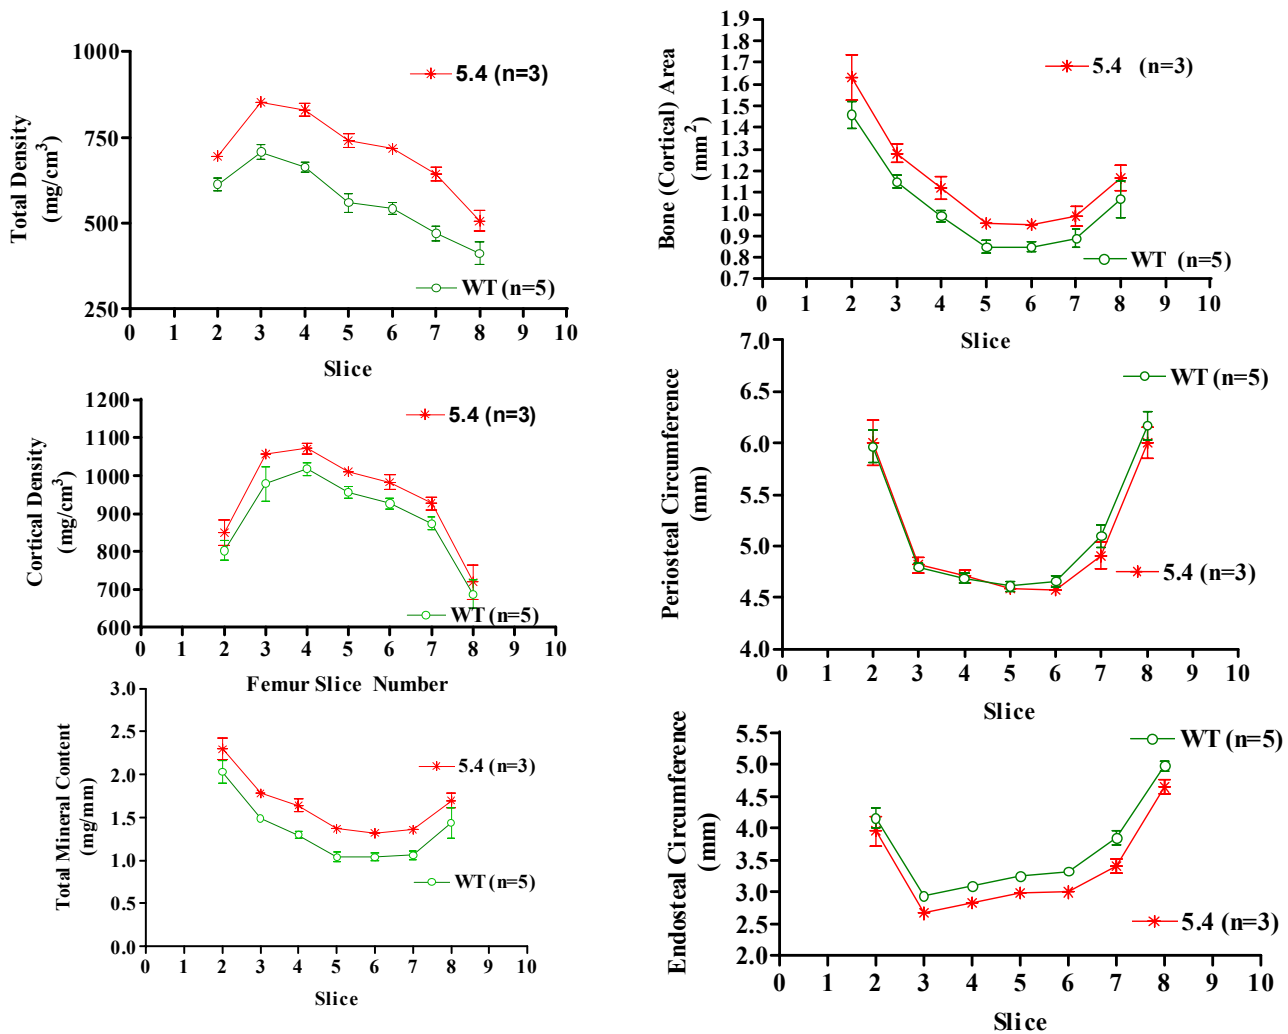 Total Density
(mg/cm3)
1000
750
500
250
5.4 (n=3)
WT (n=5)
0 1 2 3 4 5 6 7 8 9 10
Slice
Bone (Cortical) Area
(mm2)
1.9
1.8
1.7
1.6
1.5
1.4
1.3
1.2
1.1
1.0
0.9
0.8
0.7
5.4 (n=3)
WT (n=5)
0 1 2 3 4 5 6 7 8 9 10
Slice
Cortical Density
(mg/cm3)
1200
1100
1000
900
800
700
600
5.4 (n=3)
WT (n=5)
0 1 2 3 4 5 6 7 8 9 10
Femur Slice Number
Periosteal Circumference
(mm)
7.0
6.5
6.0
5.5
5.0
4.5
4.0
WT (n=5)
5.4 (n=3)
0 1 2 3 4 5 6 7 8 9 10
Slice
Total Mineral Content
(mg/mm)
3.0
2.5
2.0
1.5
1.0
0.5
0.0
5.4 (n=3)
WT (n=5)
0 1 2 3 4 5 6 7 8 9 10
Slice
Endosteal Circumference
(mm)
5.5
5.0
4.5
4.0
3.5
3.0
2.5
2.0
WT (n=5)
5.4 (n=3)
0 1 2 3 4 5 6 7 8 9 10
Slice